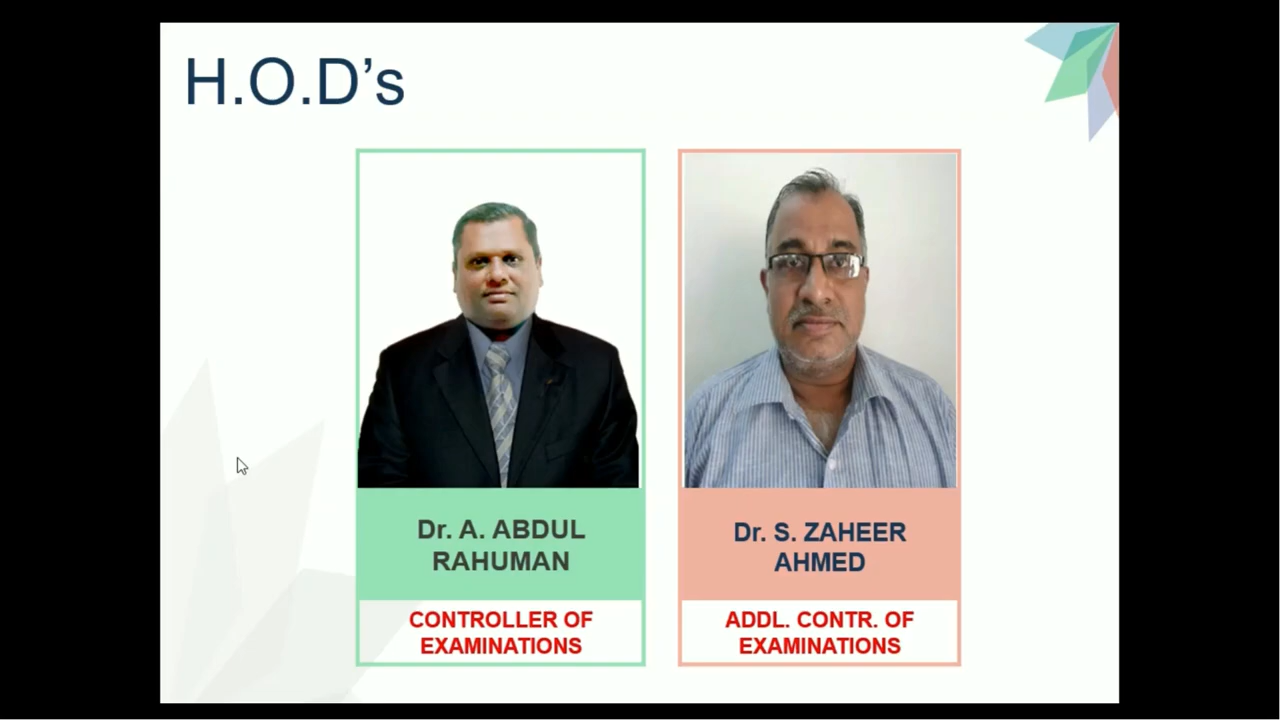 H.O.D’s
Dr. A. ABDUL
RAHUMAN
CONTROLLER OF
EXAMINATIONS
Dr. S. ZAHEER
AHMED
ADDL. CONTR. OF
EXAMINATIONS